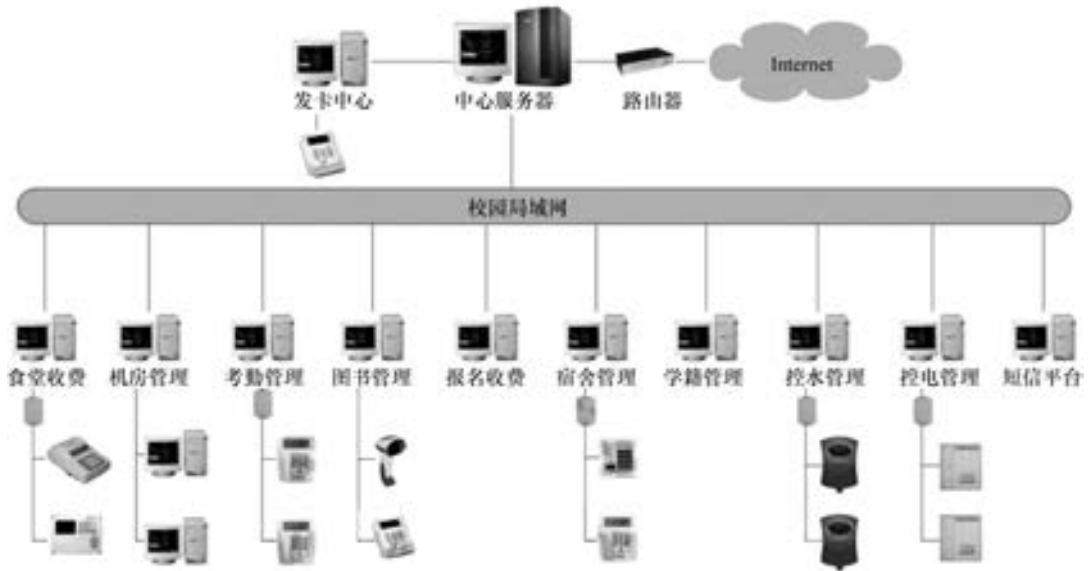 Internet
发卡中心
中心服务器
路由器
校园局域网
食堂收费
机房管理
考勤管理
图书管理
报名收费
宿舍管理
学籍管理
控水管理
控电管理
短信平台